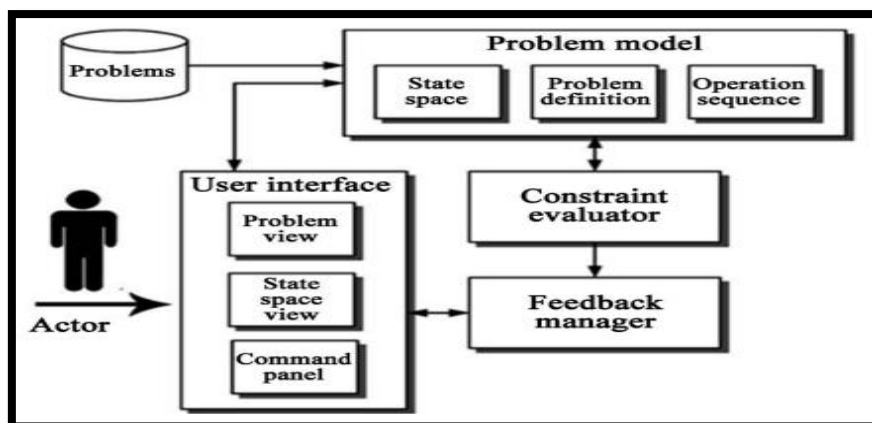 Problems
Problem model
State
space
Problem
definition
Operation
sequence
User interface
Problem
view
State
space view
Command
panel
Constraint
evaluator
Feedback
manager
Actor